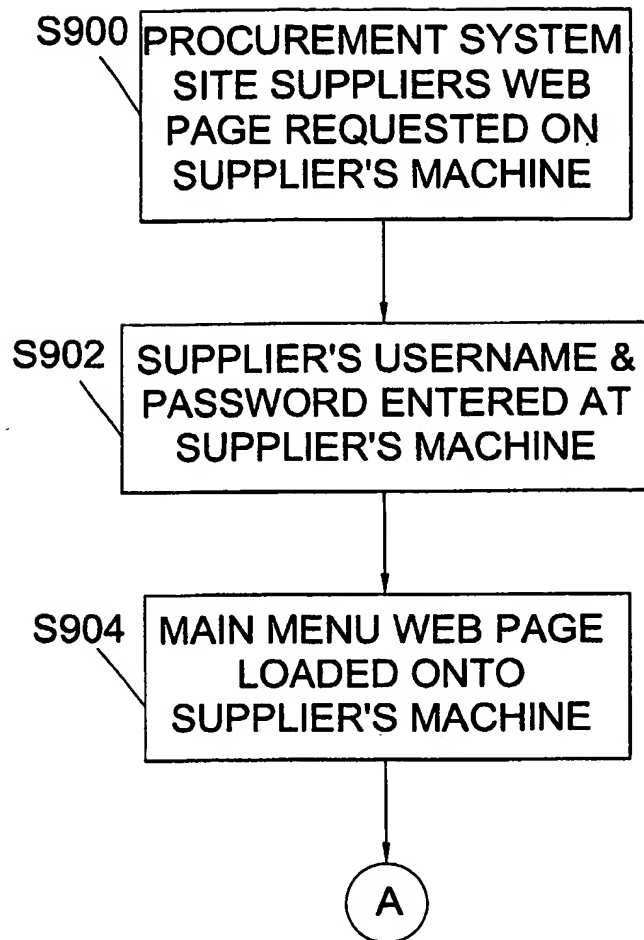 S900
PROCUREMENT SYSTEM
SITE SUPPLIERS WEB
PAGE REQUESTED ON
SUPPLIER'S MACHINE
S902
SUPPLIER'S USERNAME &
PASSWORD ENTERED AT
SUPPLIER'S MACHINE
S904
MAIN MENU WEB PAGE
LOADED ONTO
SUPPLIER'S MACHINE
A